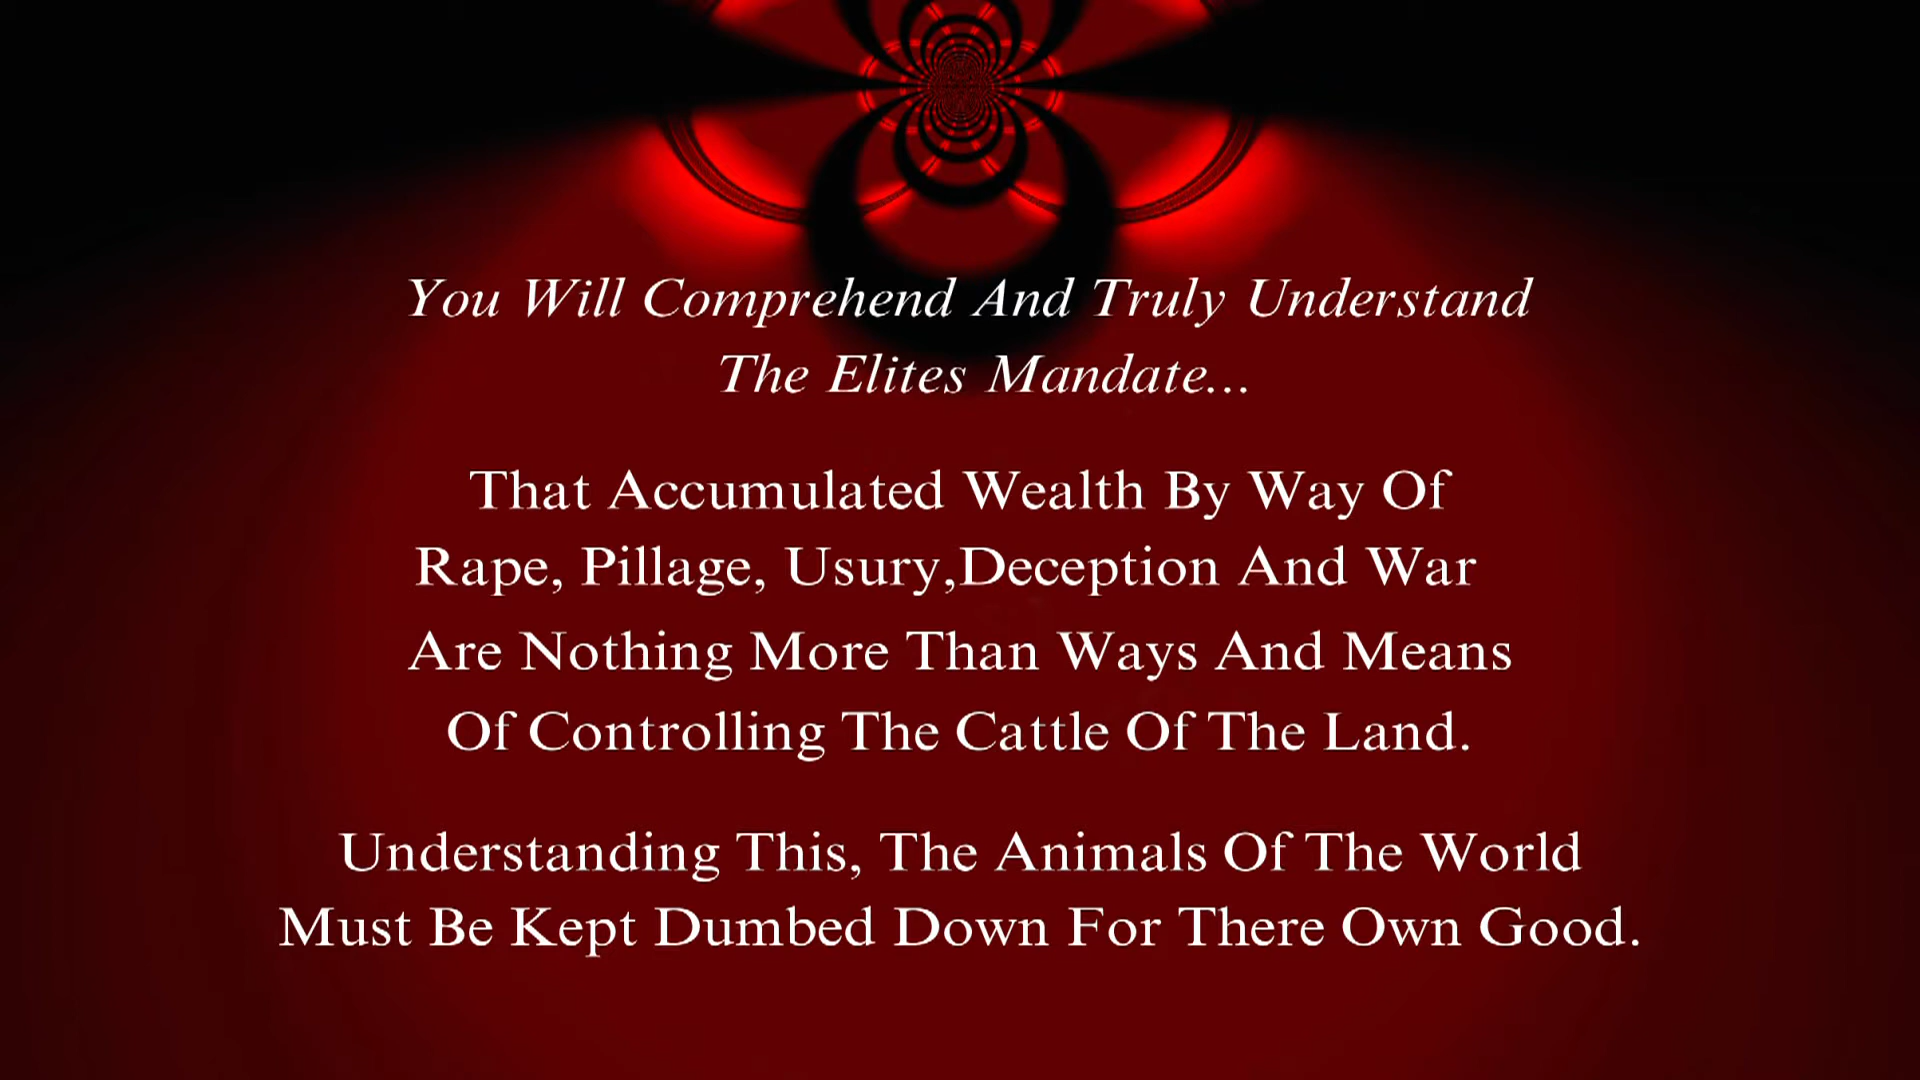 You Will Comprehend And Truly Understand
The Elites Mandate...
That Accumulated Wealth By Way Of
Rape, Pillage, Usury,Deception And War
Are Nothing More Than Ways And Means
Of Controlling The Cattle Of The Land.
Understanding This, The Animals Of The World
Must Be Kept Dumbed Down For There Own Good.